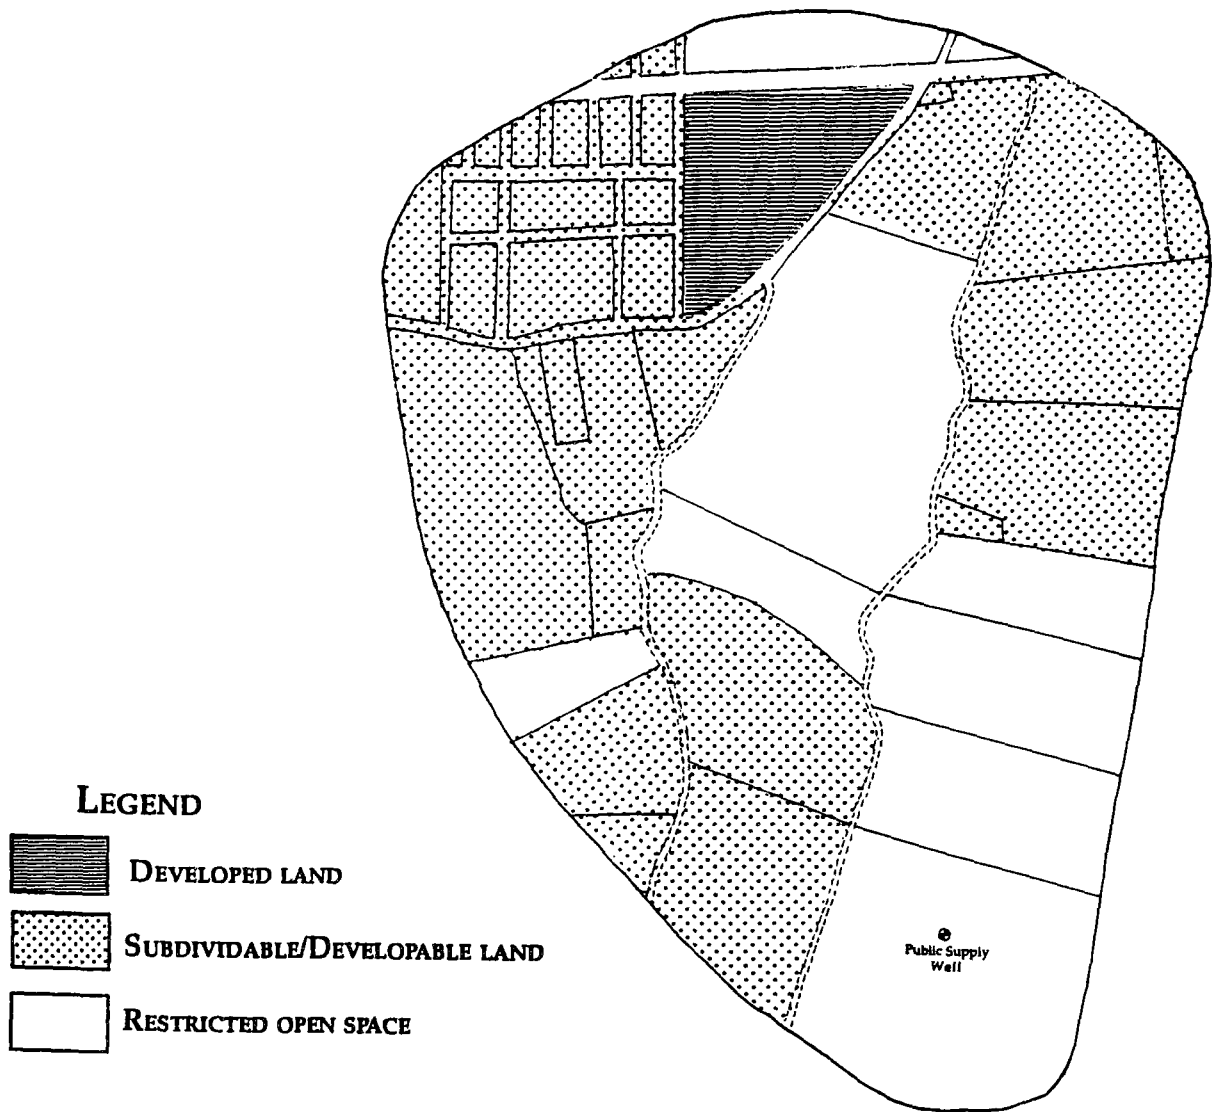 LEGEND
DEVELOPED LAND
SUBDIVIDABLE/DEVELOPABLE LAND
RESTRICTED OPEN SPACE
Public Supply
Well